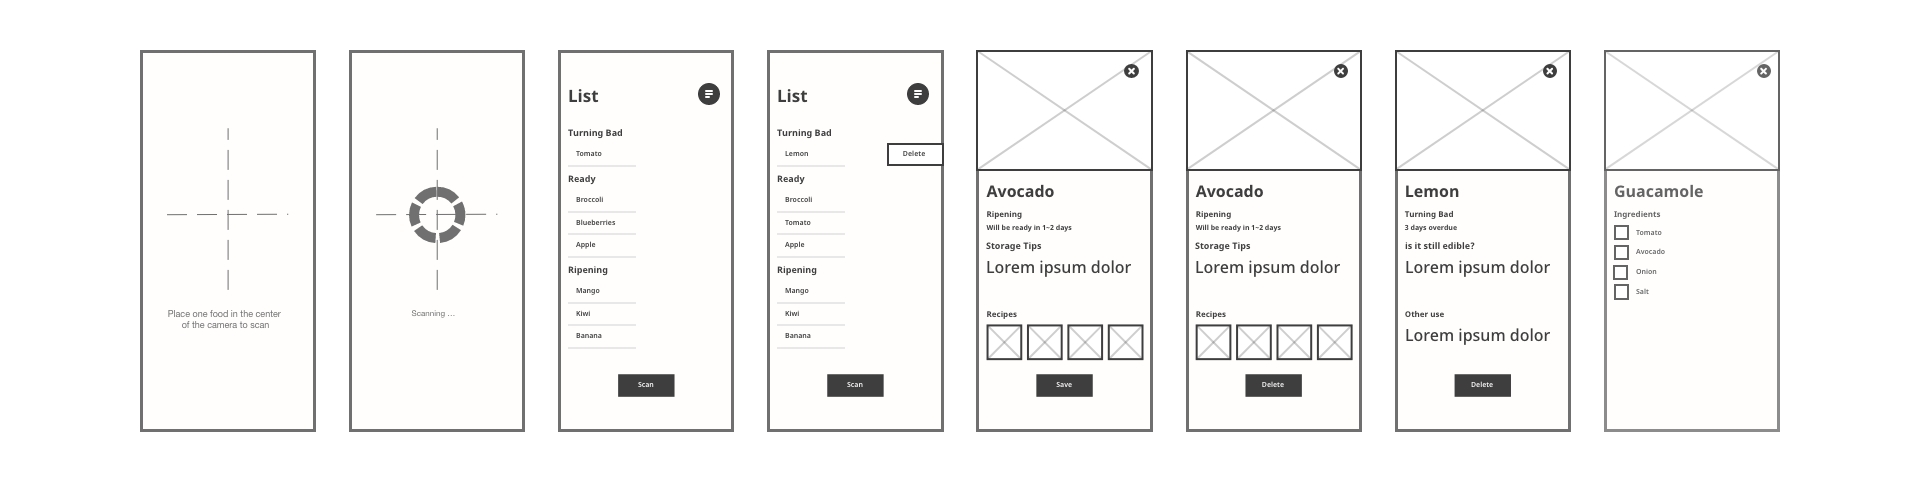 Place one food in the center
of the camera to scan
Scanning ...
List
Turning Bad
Tomato
Ready
Broccoli
Blueberries
Apple
Ripening
Mango
Kiwi
Banana
Scan
List
Turning Bad
Lemon
Delete
Ready
Broccoli
Tomato
Apple
Ripening
Mango
Kiwi
Banana
Scan
Avocado
Ripening
Will be ready in 1~2 days
Storage Tips
Lorem ipsum dolor
Recipes
Save
Avocado
Ripening
Will be ready in 1~2 days
Storage Tips
Lorem ipsum dolor
Recipes
Delete
Lemon
Turning Bad
3 days overdue
is it still edible?
Lorem ipsum dolor
Other use
Lorem ipsum dolor
Delete
Guacamole
Ingredients
Tomato
Avocado
Onion
Salt